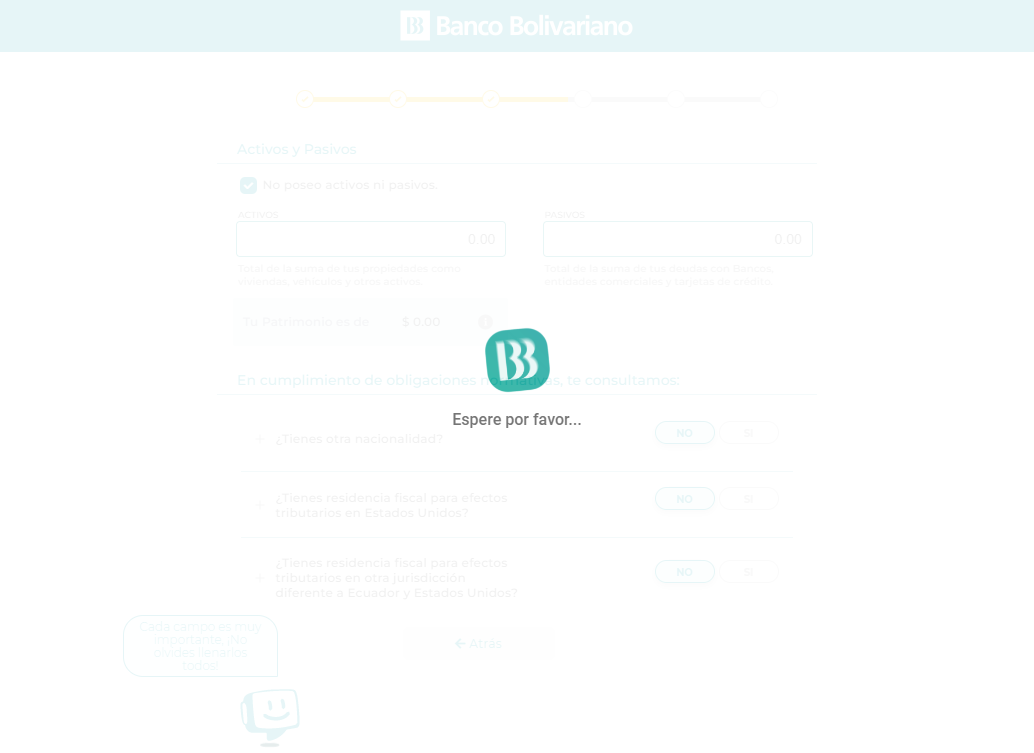 Banco Bolivariano
Activos y Pasivos
No poseo activos ni pasivos.
ACTIVOS
PASIVOS
0.00
0.00
Total de la suma de tus propiedades como:
viviendas, vehículos y otros activos.
Total de la suma de tus deudas con Bancos,
entidades comerciales y tarjetas de crédito.
Tu Patrimonio es de $ 0.00
En cumplimiento de obligaciones normativas, te consultamos:
Espere por favor...
+ ¿Tienes otra nacionalidad?
NO SI
+ ¿Tienes residencia fiscal para efectos
tributarios en Estados Unidos?
NO SI
+ ¿Tienes residencia fiscal para efectos
tributarios en otra jurisdicción
diferente a Ecuador y Estados Unidos?
NO SI
Cada campo es muy
importante. ¡No
olvides llenarlos
todos!
Atrás